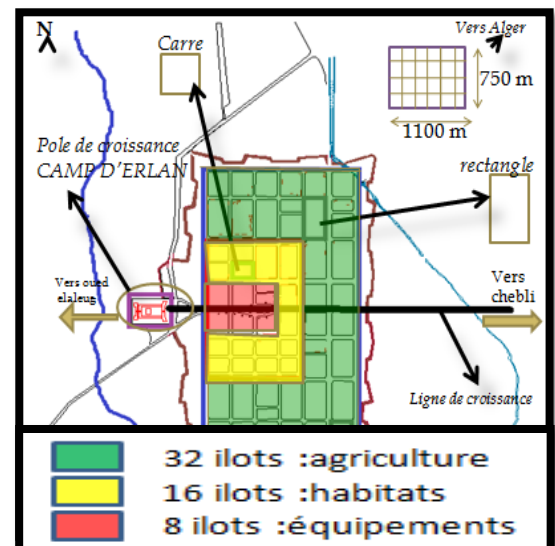 N
Carre
Vers Alger
750 m
1100 m
Pole de croissance
CAMP D'ERLAN
rectangle
Vers oued
elaleug
Vers
chebli
Ligne de croissance
32 ilots :agriculture
16 ilots :habitats
8 ilots :équipements